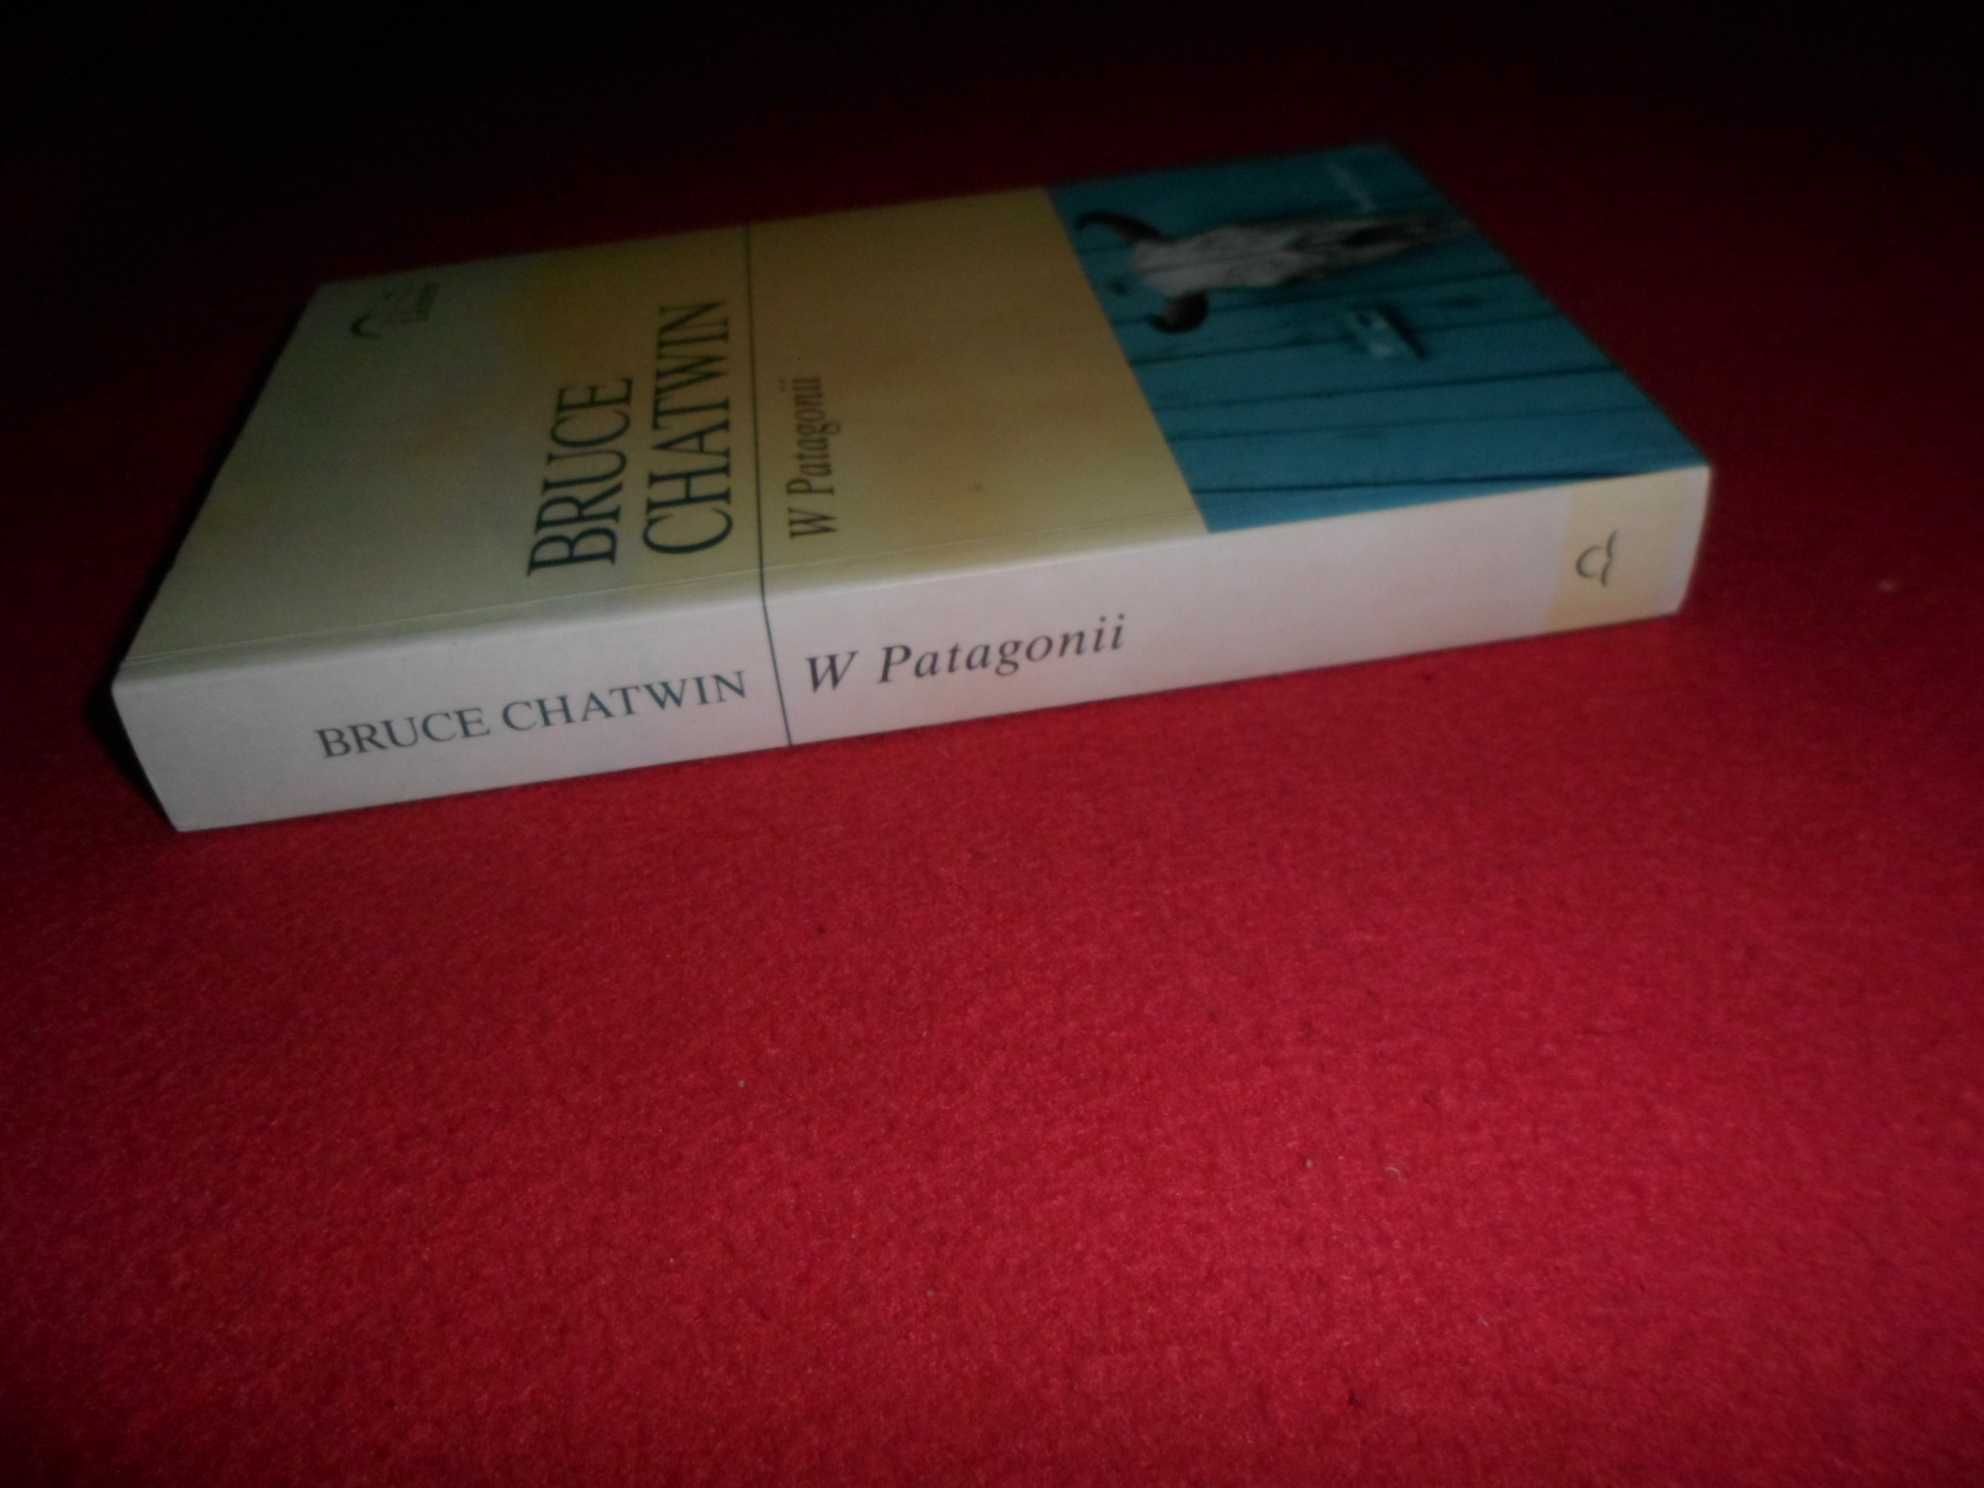 BRUCE
CHATWIN
W Patagonii
BRUCE CHATWIN
W Patagonii